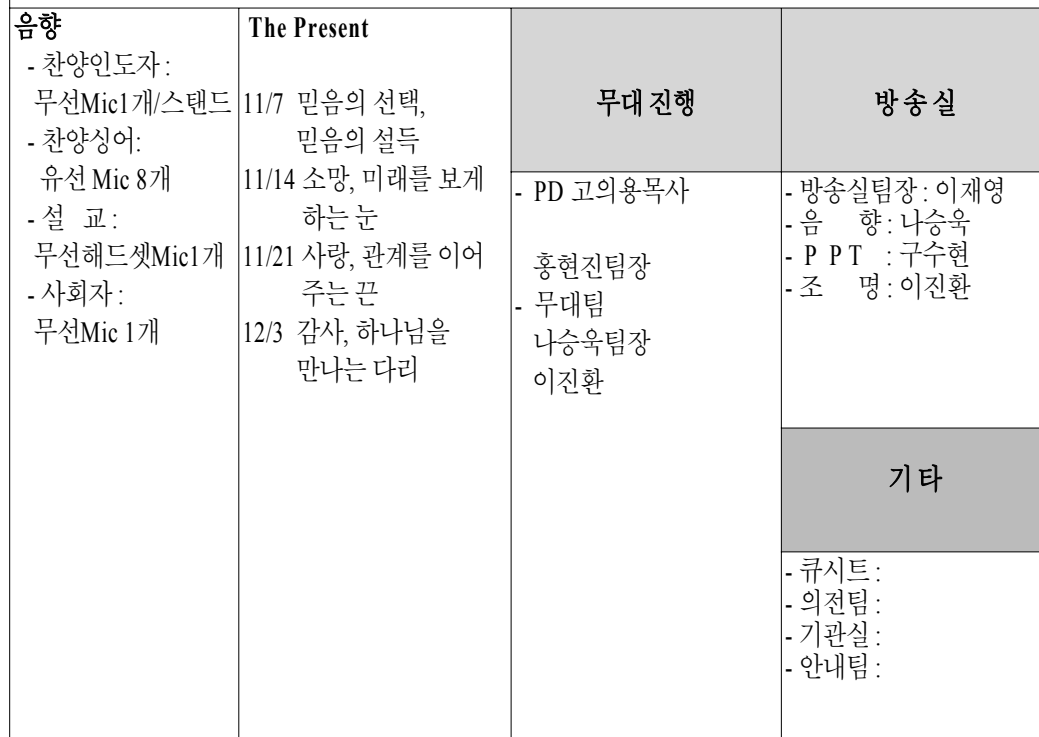 음향
- 찬양인도자 :
무선Mic1개/스탠드
- 찬양싱어:
유선 Mic 8개
- 설   교 :
무선해드셋Mic1개
- 사회자 :
무선Mic 1개
The Present
11/7  믿음의 선택,
믿음의 설득
11/14 소망, 미래를 보게
하는 눈
11/21 사랑, 관계를 이어
주는 끈
12/3  감사, 하나님을
만나는 다리
무대 진행
- PD 고의용목사
홍현진팀장
- 무대팀
나승욱팀장
이진환
방 송 실
- 방송실팀장 : 이재영
- 음      향 : 나승욱
- P P T   : 구수현
- 조      명 : 이진환
기 타
- 큐시트 :
- 의전팀 :
- 기관실 :
- 안내팀 :